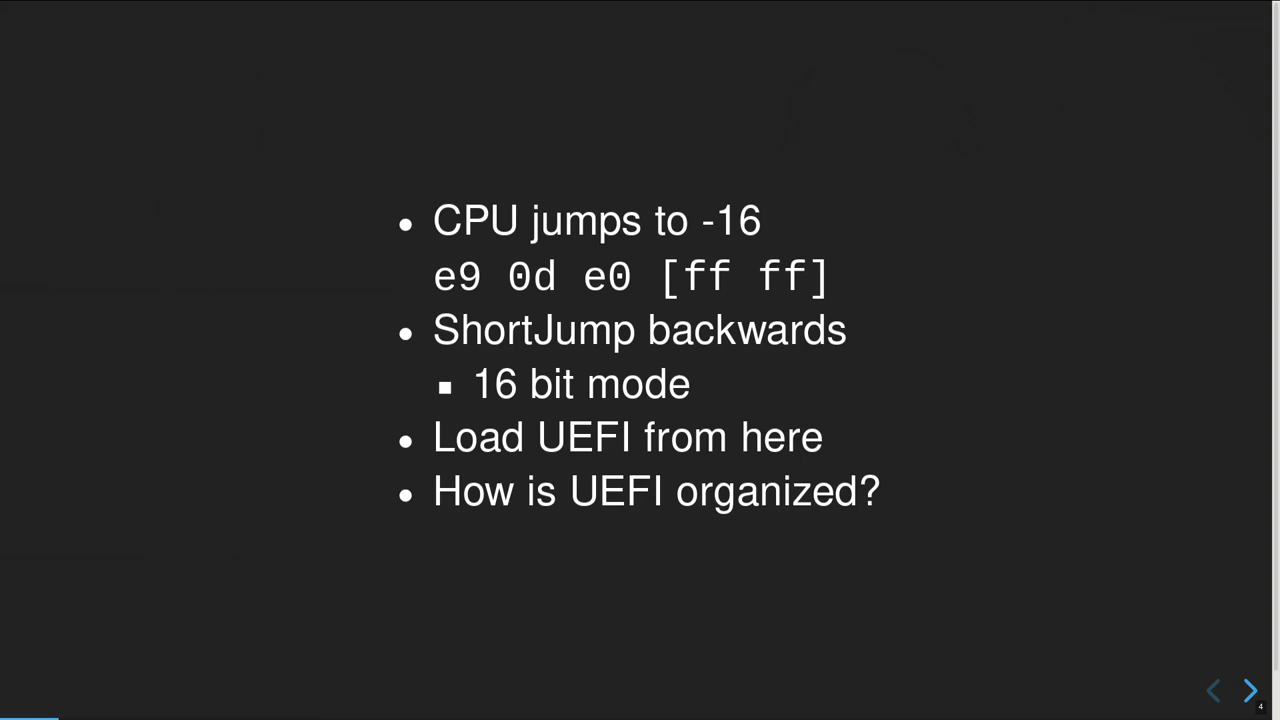 CPU jumps to -16
e9 0d e0 [ff ff]
ShortJump backwards
16 bit mode
Load UEFI from here
How is UEFI organized?
4